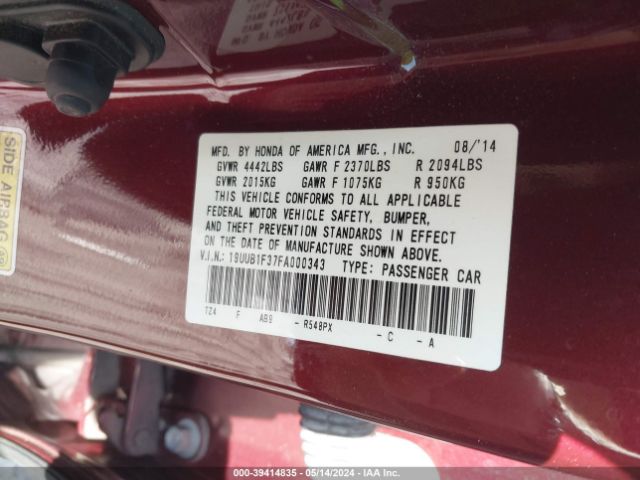 MFD. BY HONDA OF AMERICA MFG., INC. 08/'14
GVWR 4442LBS GAWR F 2370LBS R 2094LBS
GVWR 2015KG GAWR F 1075KG R 950KG
THIS VEHICLE CONFORMS TO ALL APPLICABLE
FEDERAL MOTOR VEHICLE SAFETY, BUMPER,
AND THEFT PREVENTION STANDARDS IN EFFECT
ON THE DATE OF MANUFACTURE SHOWN ABOVE.
V.I.N.: 19UUB1F37FA000343 TYPE: PASSENGER CAR
TZ4 F AB9 - R548PX - C - A
SIDE AIRBAG
000-39414835 - 05/14/2024 - IAA Inc.